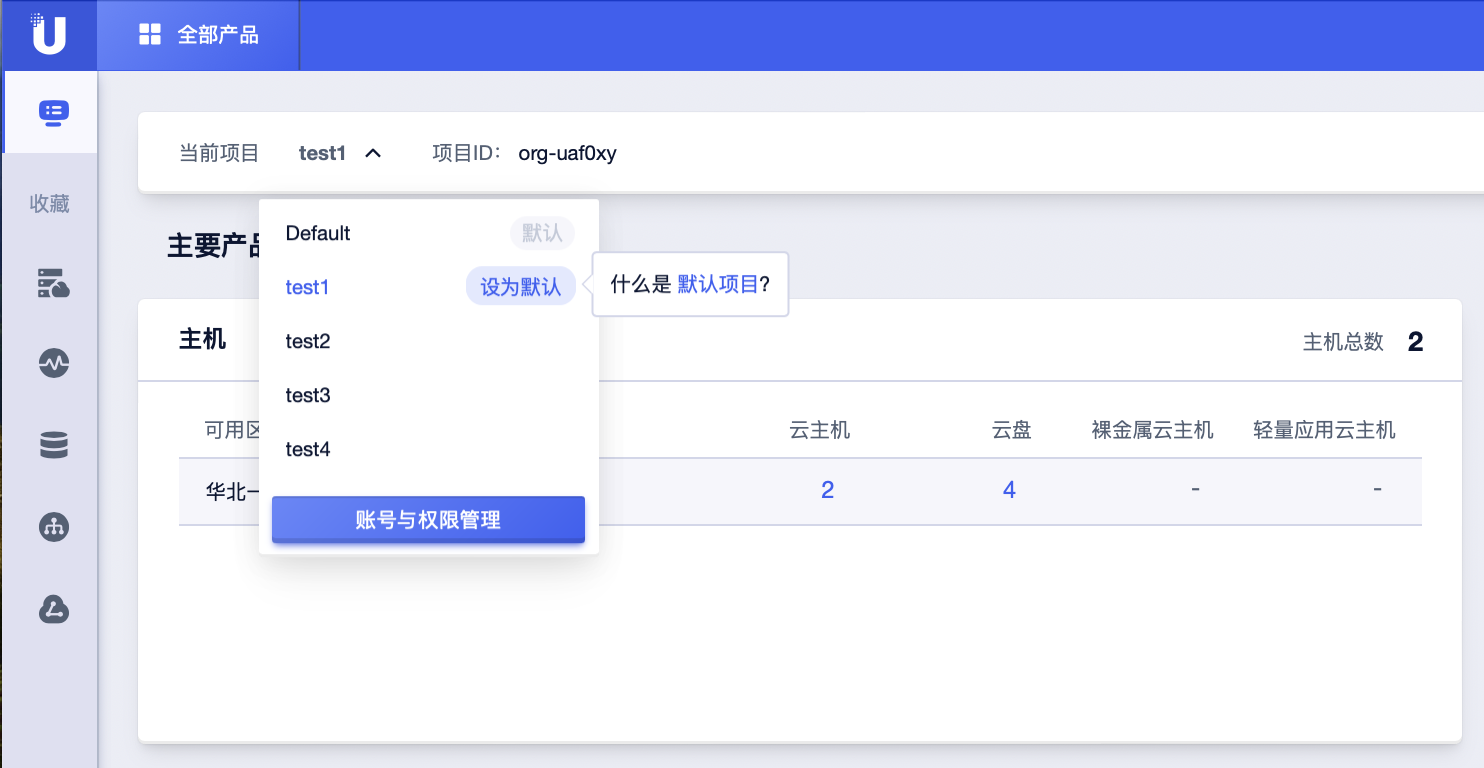 全部产品
当前项目 test1 项目ID： org-uaf0xy
收藏
Default 默认
test1 设为默认
什么是 默认项目?
test2
test3
test4
账号与权限管理
主要产品
主机 主机总数 2
可用区 云主机 云盘 裸金属云主机 轻量应用云主机
华北一 2 4 - -